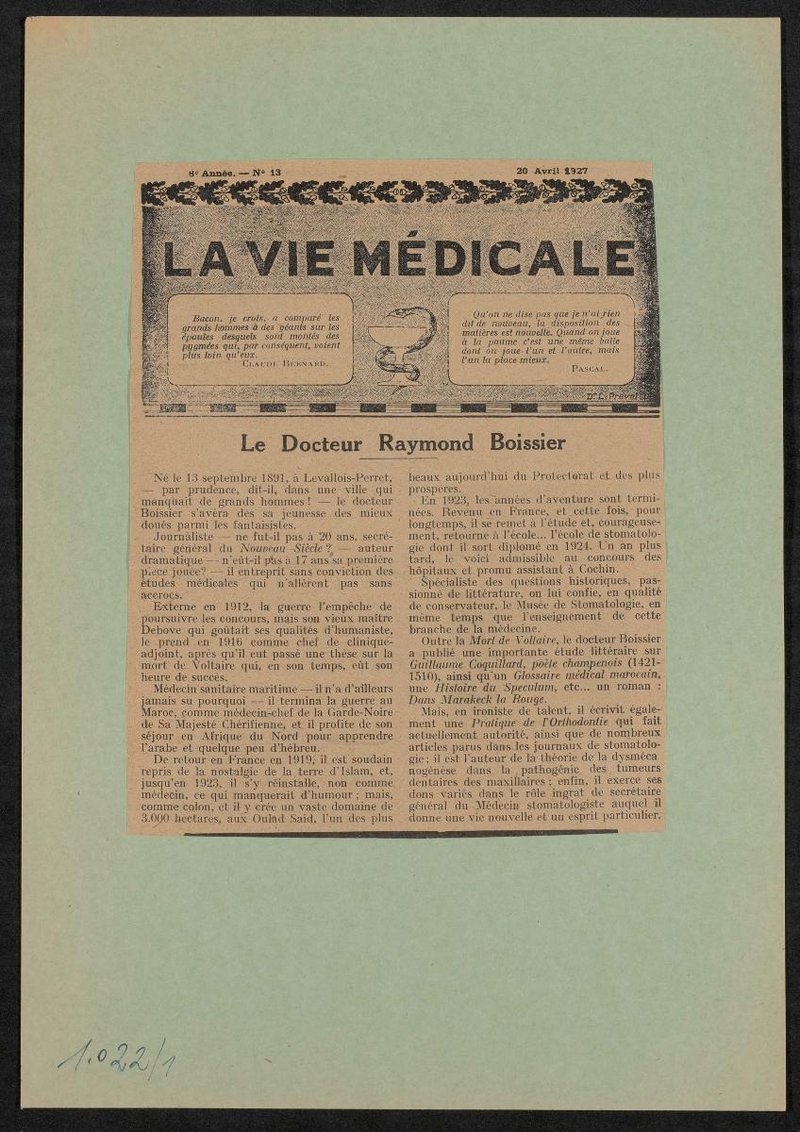 8e Année. — N° 13
20 Avril 1927
LA VIE MÉDICALE
Bacon, je crois, a comparé les
grands hommes à des géants sur les
épaules desquels sont montés des
pygmées qui, par conséquent, voient
plus loin qu'eux.
CLAUDE BERNARD.
Qu'on ne dise pas que je n'ai rien
dit de nouveau, la disposition des
matières est nouvelle. Quand on joue
à la paume c'est une même balle
dont on joue l'un et l'autre, mais
l'un la place mieux.
PASCAL.
Dr L. Prével
Le Docteur Raymond Boissier
Né le 13 septembre 1891, à Levallois-Perret,
— par prudence, dit-il, dans une ville qui
manquait de grands hommes! — le docteur
Boissier s'avéra dès sa jeunesse des mieux
doués parmi les fantaisistes.
Journaliste — ne fut-il pas à 20 ans, secré-
taire général du Nouveau Siècle?, — auteur
dramatique — n'eût-il pas à 17 ans sa première
pièce jouée? — il entreprit sans conviction des
études médicales qui n'allèrent pas sans
accrocs.
Externe en 1912, la guerre l'empêche de
poursuivre les concours, mais son vieux maître
Debove qui goûtait ses qualités d'humaniste,
le prend en 1916 comme chef de clinique-
adjoint, après qu'il eut passé une thèse sur la
mort de Voltaire qui, en son temps, eût son
heure de succès.
Médecin sanitaire maritime — il n'a d'ailleurs
jamais su pourquoi — il termina la guerre au
Maroc, comme médecin-chef de la Garde-Noire
de Sa Majesté Chérifienne, et il profite de son
séjour en Afrique du Nord pour apprendre
l'arabe et quelque peu d'hébreu.
De retour en France en 1919, il est soudain
repris de la nostalgie de la terre d'Islam, et,
jusqu'en 1923, il s'y réinstalle, non comme
médecin, ce qui manquerait d'humour; mais,
comme colon, et il y crée un vaste domaine de
3.000 hectares, aux Oulad Said, l'un des plus
beaux aujourd'hui du Protectorat et des plus
prospères.
En 1923, les années d'aventure sont termi-
nées. Revenu en France, et cette fois, pour
longtemps, il se remet à l'étude et, courageuse-
ment, retourne à l'école... l'école de stomatolo-
gie dont il sort diplômé en 1924. Un an plus
tard, le voici admissible au concours des
hôpitaux et promu assistant à Cochin.
Spécialiste des questions historiques, pas-
sionné de littérature, on lui confie, en qualité
de conservateur, le Musée de Stomatologie, en
même temps que l'enseignement de cette
branche de la médecine.
Outre la Mort de Voltaire, le docteur Boissier
a publié une importante étude littéraire sur
Guillaume Coquillard, poète champenois (1421-
1510), ainsi qu'un Glossaire médical marocain,
une Histoire du Speculum, etc... un roman :
Dans Marakeck la Rouge.
Mais, en ironiste de talent, il écrivit égale-
ment une Pratique de l'Orthodontie qui fait
actuellement autorité, ainsi que de nombreux
articles parus dans les journaux de stomatolo-
gie; il est l'auteur de la théorie de la dysméca
nogénèse dans la pathogénie des tumeurs
dentaires des maxillaires; enfin, il exerce ses
dons variés dans le rôle ingrat de secrétaire
général du Médecin stomatologiste auquel il
donne une vie nouvelle et un esprit particulier.
1.022/1